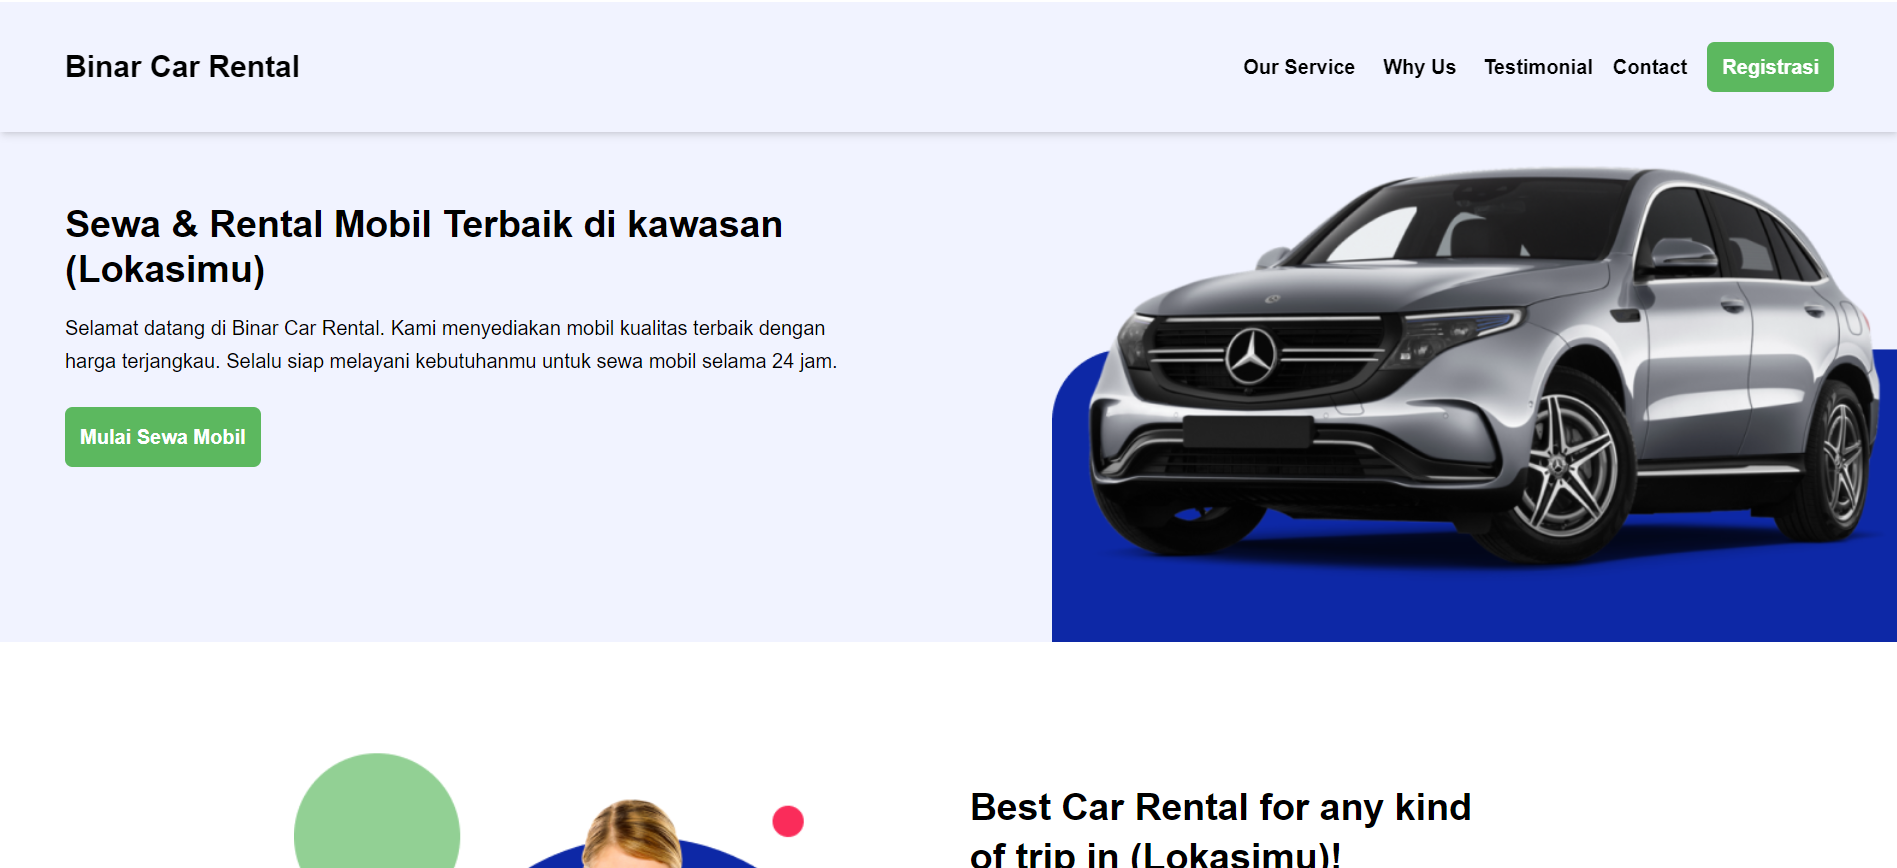 Binar Car Rental
Our Service
Why Us
Testimonial
Contact
Registrasi
Sewa & Rental Mobil Terbaik di kawasan
(Lokasimu)
Selamat datang di Binar Car Rental. Kami menyediakan mobil kualitas terbaik dengan
harga terjangkau. Selalu siap melayani kebutuhanmu untuk sewa mobil selama 24 jam.
Mulai Sewa Mobil
Best Car Rental for any kind
of trip in (Lokasimu)!